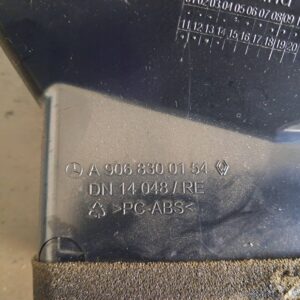 01 02 03 04 05 06 07 08 09
11 12 13 14 15 16 17 18 19 20
A 906 830 01 54
DN 14 048 / RE
>PC-ABS<